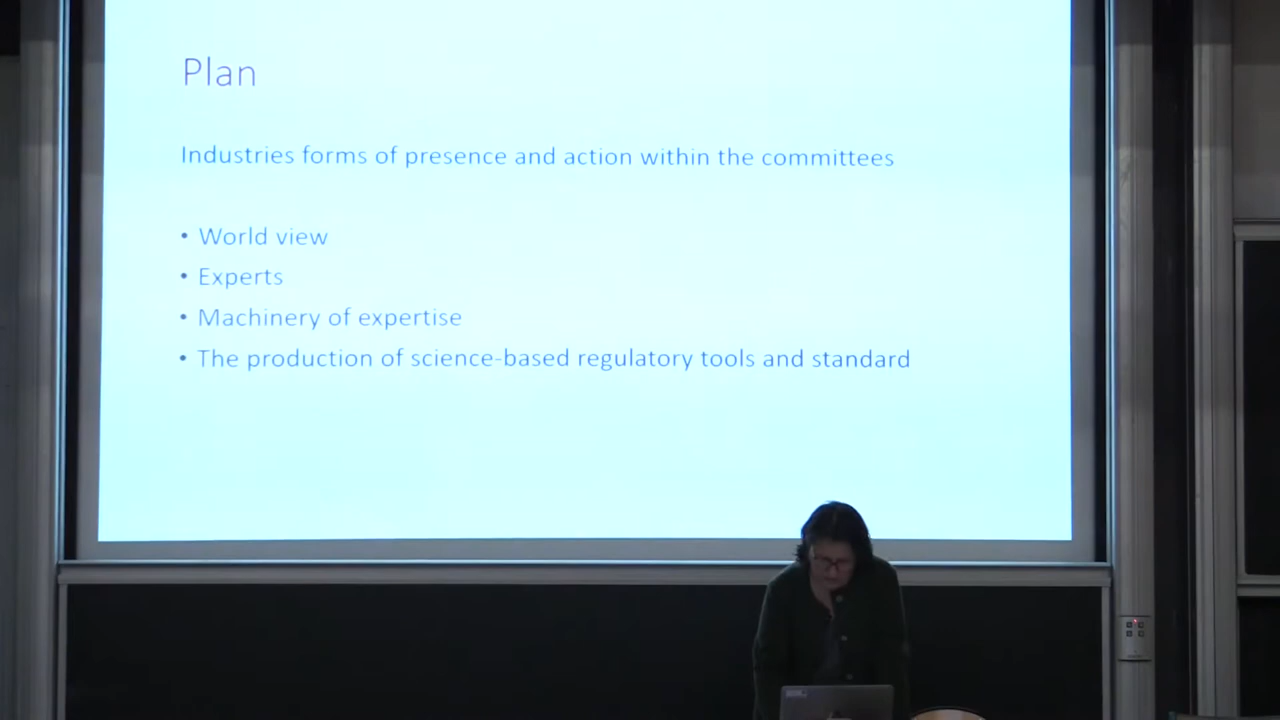 Plan
Industries forms of presence and action within the committees
• World view
• Experts
• Machinery of expertise
• The production of science-based regulatory tools and standard